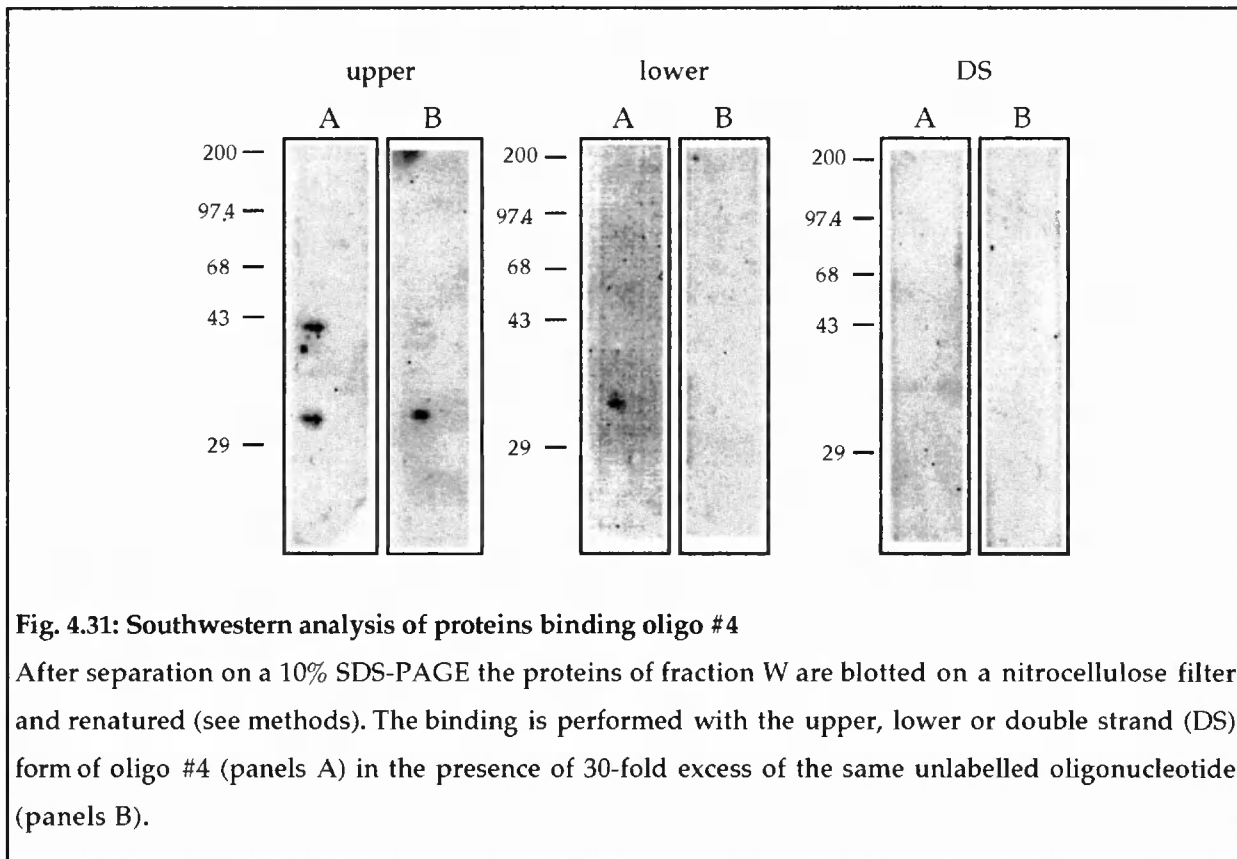 upper lower DS
A B A B A B
200 — 200 — 200 —
97.4 — 97.4 — 97.4 —
68 — 68 — 68 —
43 — 43 — 43 —
29 — 29 — 29 —
Fig. 4.31: Southwestern analysis of proteins binding oligo #4
After separation on a 10% SDS-PAGE the proteins of fraction W are blotted on a nitrocellulose filter
and renatured (see methods). The binding is performed with the upper, lower or double strand (DS)
form of oligo #4 (panels A) in the presence of 30-fold excess of the same unlabelled oligonucleotide
(panels B).